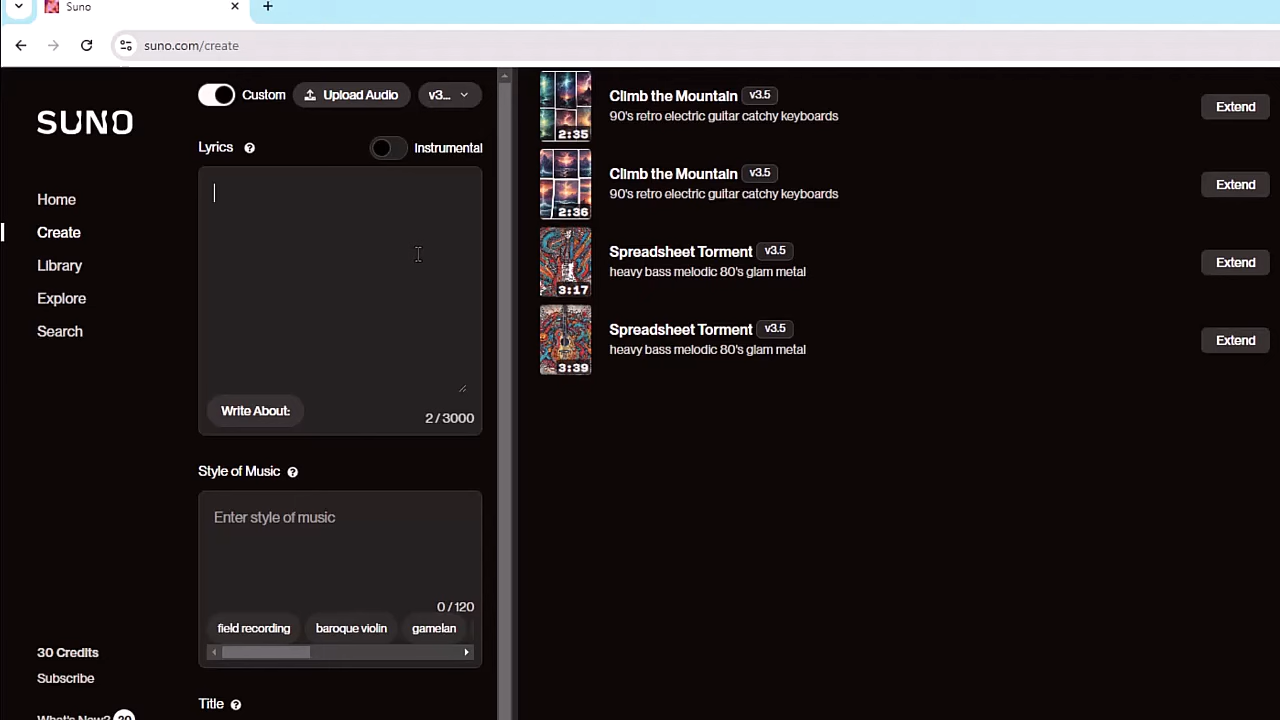 Suno
suno.com/create
SUNO
Home
Create
Library
Explore
Search
30 Credits
Subscribe
What's New? 20
Custom
Upload Audio
v3...
Lyrics
Instrumental
Write About:
2 / 3000
Style of Music
Enter style of music
0 / 120
field recording
baroque violin
gamelan
Title
2:35
Climb the Mountain v3.5
90's retro electric guitar catchy keyboards
Extend
2:36
Climb the Mountain v3.5
90's retro electric guitar catchy keyboards
Extend
3:17
Spreadsheet Torment v3.5
heavy bass melodic 80's glam metal
Extend
3:39
Spreadsheet Torment v3.5
heavy bass melodic 80's glam metal
Extend